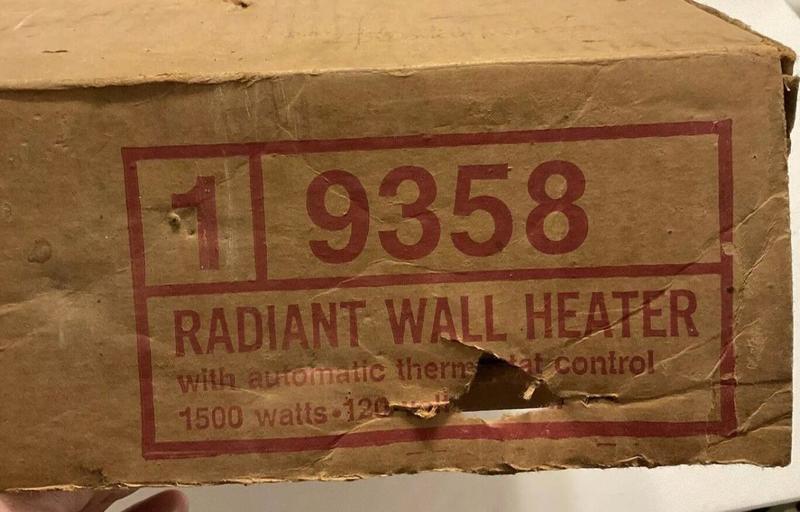 1 9358
RADIANT WALL HEATER
with automatic control
1500 watts•120